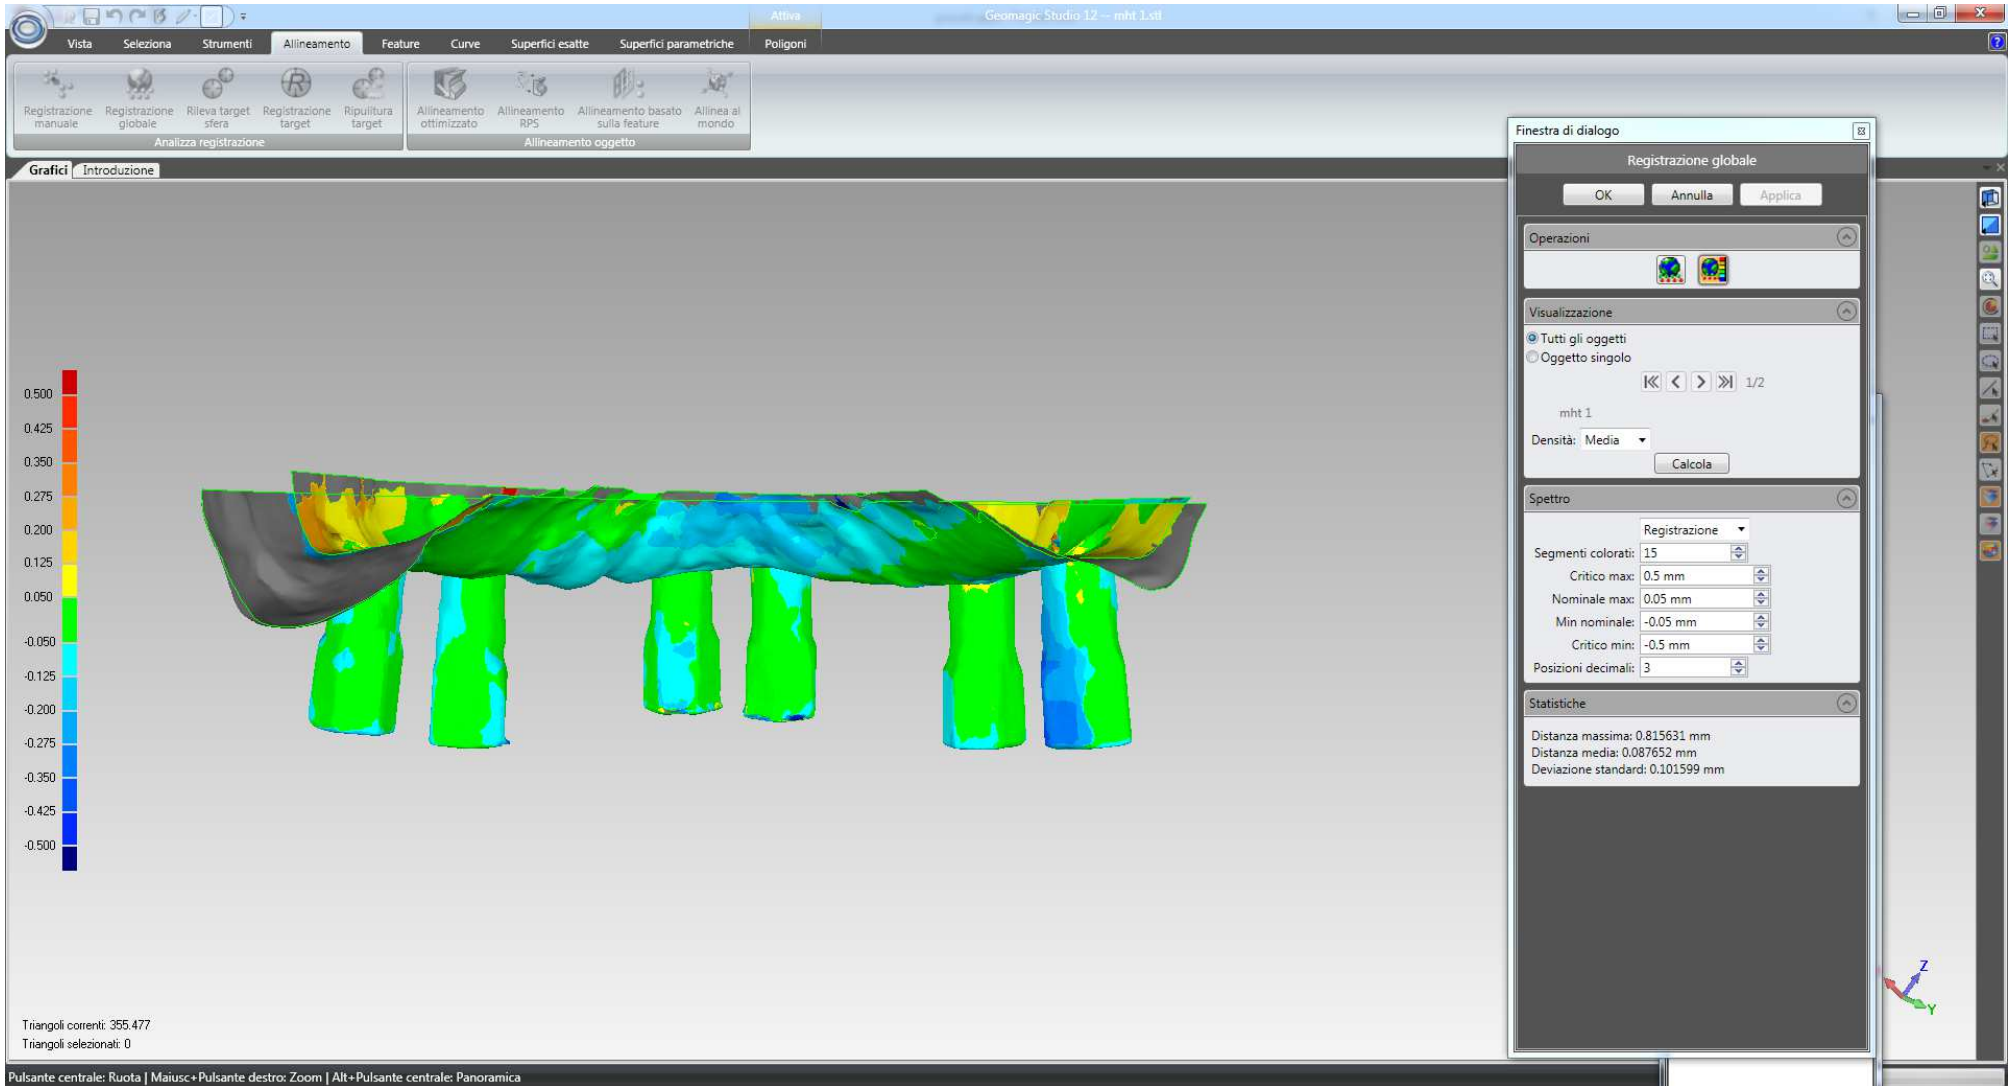 Attiva
Geomagic Studio 12 -- mht 1.stl
Vista Seleziona Strumenti Allineamento Feature Curve Superfici esatte Superfici parametriche Poligoni
Registrazione manuale
Registrazione globale
Rileva target sfera
Registrazione target
Ripulitura target
Allineamento ottimizzato
Allineamento RPS
Allineamento basato sulla feature
Allinea al mondo
Analizza registrazione
Allineamento oggetto
Grafici Introduzione
0.500
0.425
0.350
0.275
0.200
0.125
0.050
-0.050
-0.125
-0.200
-0.275
-0.350
-0.425
-0.500
Finestra di dialogo
Registrazione globale
OK Annulla Applica
Operazioni
Visualizzazione
Tutti gli oggetti
Oggetto singolo
1/2
mht 1
Densità: Media
Calcola
Spettro
Registrazione
Segmenti colorati: 15
Critico max: 0.5 mm
Nominale max: 0.05 mm
Min nominale: -0.05 mm
Critico min: -0.5 mm
Posizioni decimali: 3
Statistiche
Distanza massima: 0.815631 mm
Distanza media: 0.087652 mm
Deviazione standard: 0.101599 mm
Z
Y
Triangoli correnti: 355.477
Triangoli selezionati: 0
Pulsante centrale: Ruota | Maiusc+Pulsante destro: Zoom | Alt+Pulsante centrale: Panoramica